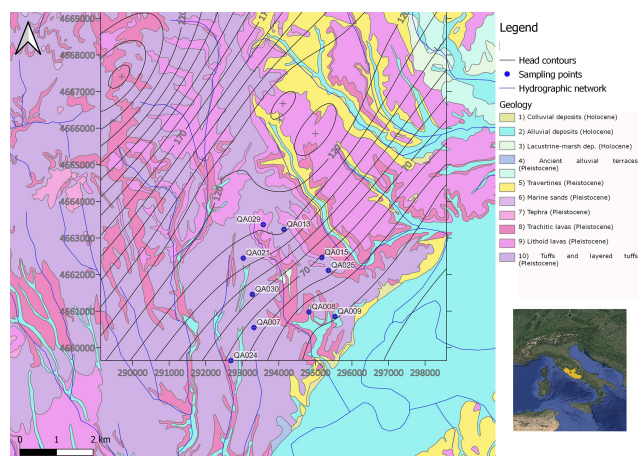 4669000
4668000
4667000
4666000
4665000
4664000
4663000
4662000
4661000
4660000
170
120
120
70
120
70
QA029
QA013
QA021
QA015
QA025
QA030
QA008
QA009
QA007
QA024
290000 291000 292000 293000 294000 295000 296000 297000 298000
0 1 2 km
Legend
Head contours
Sampling points
Hydrographic network
Geology
1) Colluvial deposits (Holocene)
2) Alluvial deposits (Holocene)
3) Lacustrine-marsh dep. (Holocene)
4) Ancient alluvial terraces
(Pleistocene)
5) Travertines (Pleistocene)
6) Marine sands (Pleistocene)
7) Tephra (Pleistocene)
8) Trachitic lavas (Pleistocene)
9) Lithoid lavas (Pleistocene)
10) Tuffs and layered tuffs
(Pleistocene)